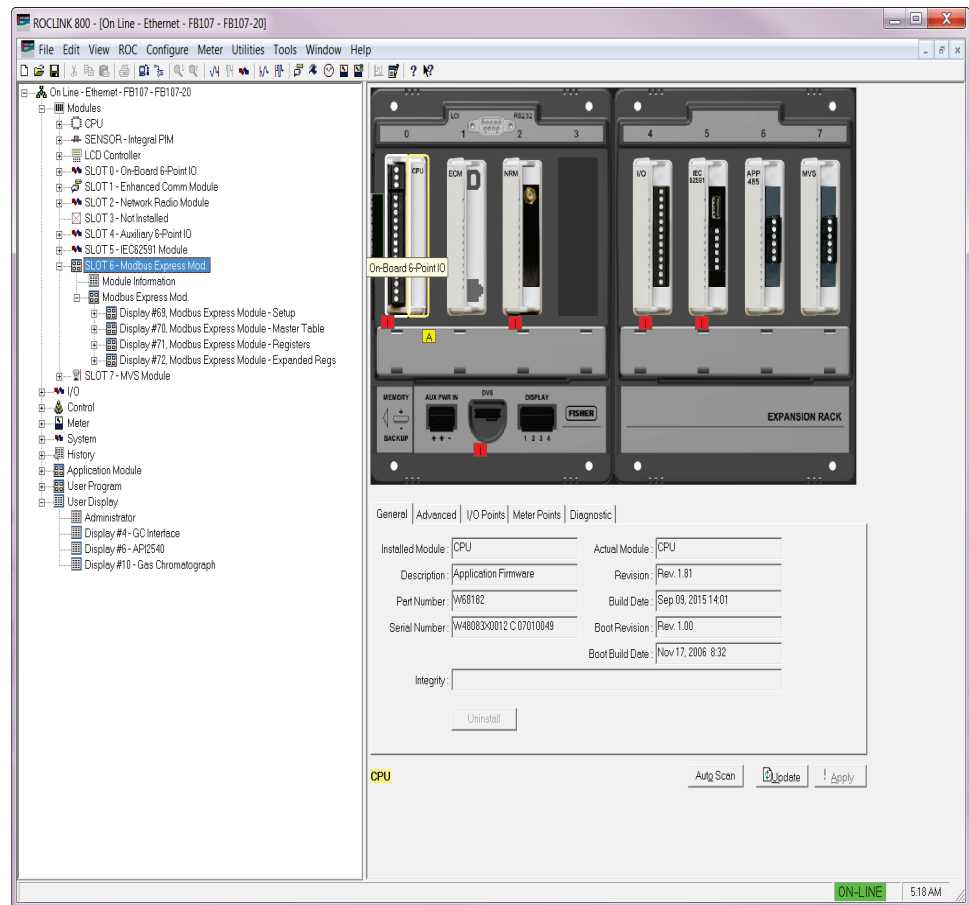 ROCLINK 800 - [On Line - Ethernet - FB107 - FB107-20]
File Edit View ROC Configure Meter Utilities Tools Window Help
On Line - Ethernet - FB107 - FB107-20
Modules
CPU
SENSOR - Integral PIM
LCD Controller
SLOT 0 - On-Board 6-Point IO
SLOT 1 - Enhanced Comm Module
SLOT 2 - Network Radio Module
SLOT 3 - Not Installed
SLOT 4 - Auxiliary 6-Point IO
SLOT 5 - IEC62591 Module
SLOT 6 - Modbus Express Mod.
Module Information
Modbus Express Mod.
Display #69, Modbus Express Module - Setup
Display #70, Modbus Express Module - Master Table
Display #71, Modbus Express Module - Registers
Display #72, Modbus Express Module - Expanded Regs
SLOT 7 - MVS Module
I/O
Control
Meter
System
History
Application Module
User Program
User Display
Administrator
Display #4 - GC Interface
Display #6 - API2540
Display #10 - Gas Chromatograph
LOI RS232
0 1 2 3 4 5 6 7
CPU ECM NRM I/O IEC 62591 APP 485 MVS
D
On-Board 6-Point IO
I I I I
A
MEMORY AUX PWR IN DVS DISPLAY
FISHER
EXPANSION RACK
BACKUP + + - 1 2 3 4
I
General Advanced I/O Points Meter Points Diagnostic
Installed Module : CPU Actual Module : CPU
Description : Application Firmware Revision : Rev. 1.81
Part Number : W68182 Build Date : Sep 09, 2015 14:01
Serial Number : W48083X0012 C 07010049 Boot Revision : Rev. 1.00
Boot Build Date : Nov 17, 2006 8:32
Integrity :
Uninstall
CPU Auto Scan Update ! Apply
ON-LINE 5:18 AM